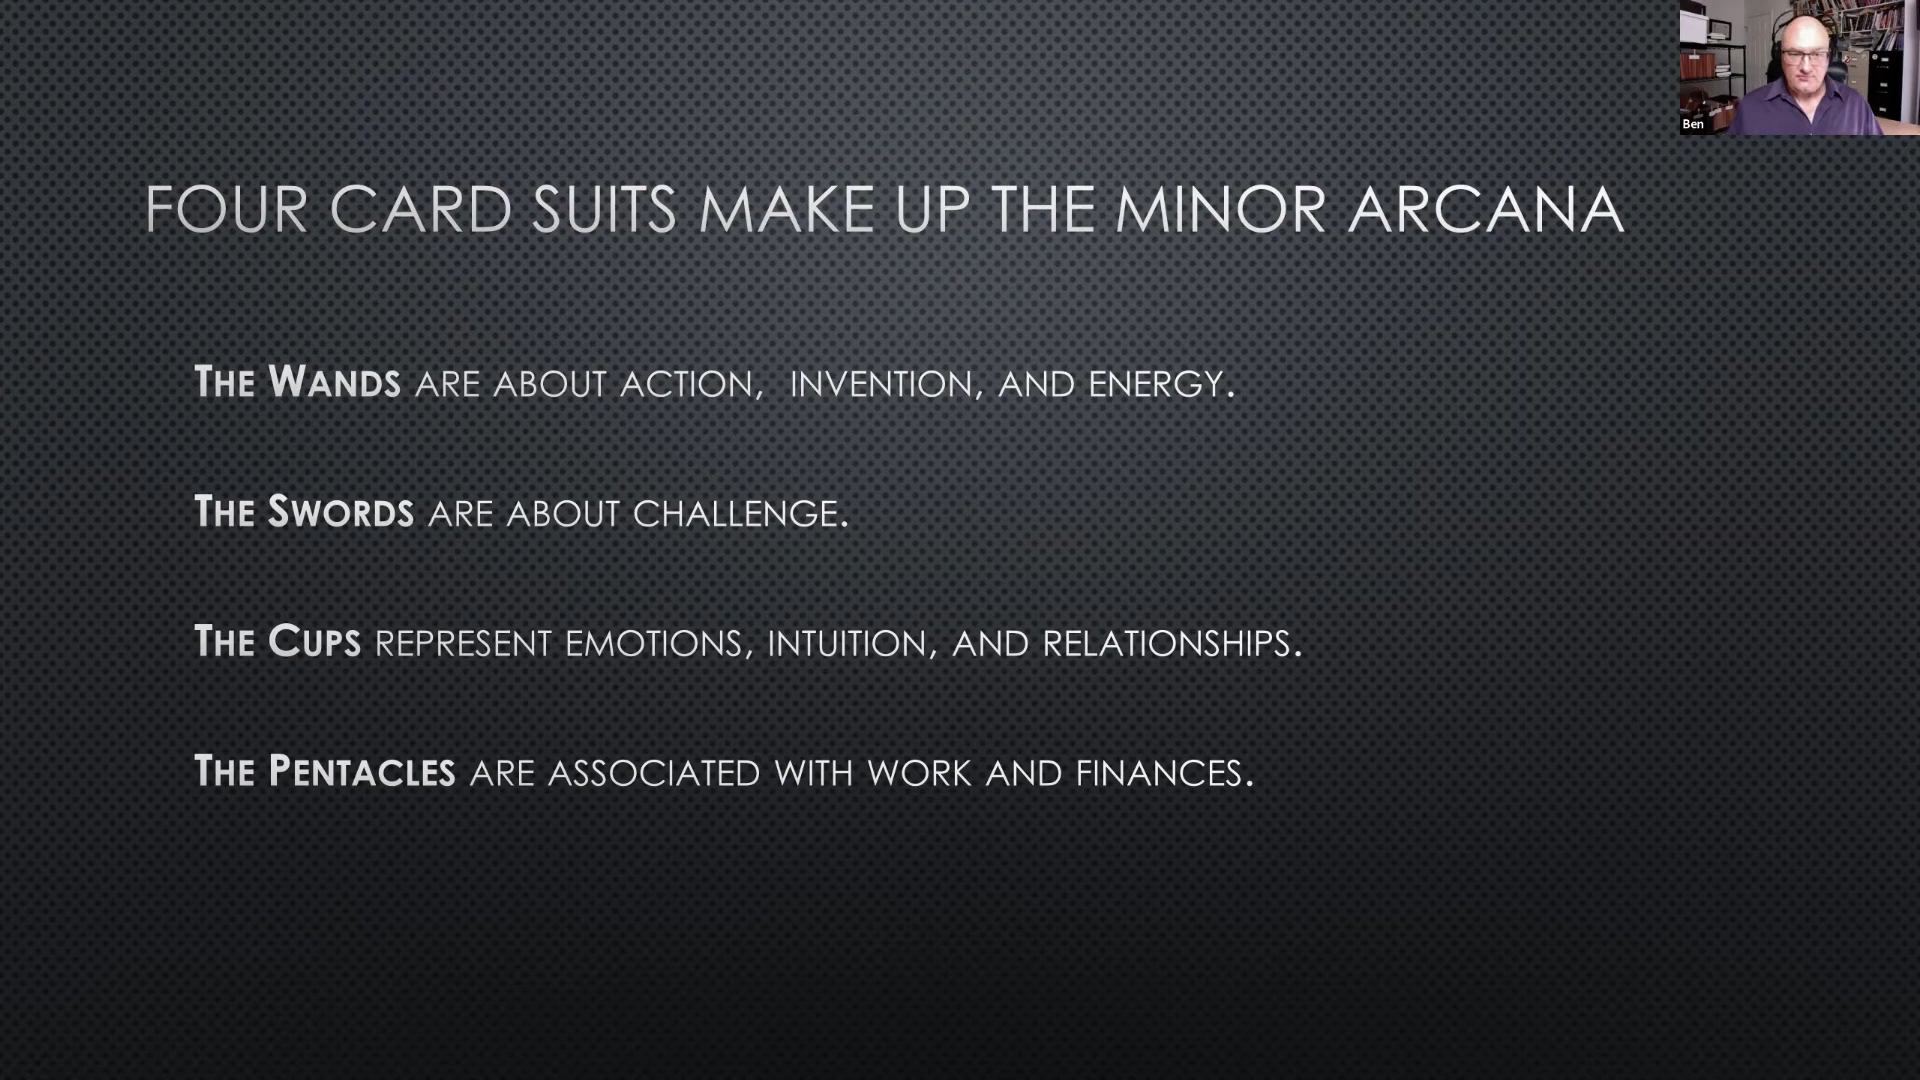 FOUR CARD SUITS MAKE UP THE MINOR ARCANA
THE WANDS ARE ABOUT ACTION,  INVENTION, AND ENERGY.
THE SWORDS ARE ABOUT CHALLENGE.
THE CUPS REPRESENT EMOTIONS, INTUITION, AND RELATIONSHIPS.
THE PENTACLES ARE ASSOCIATED WITH WORK AND FINANCES.
Ben